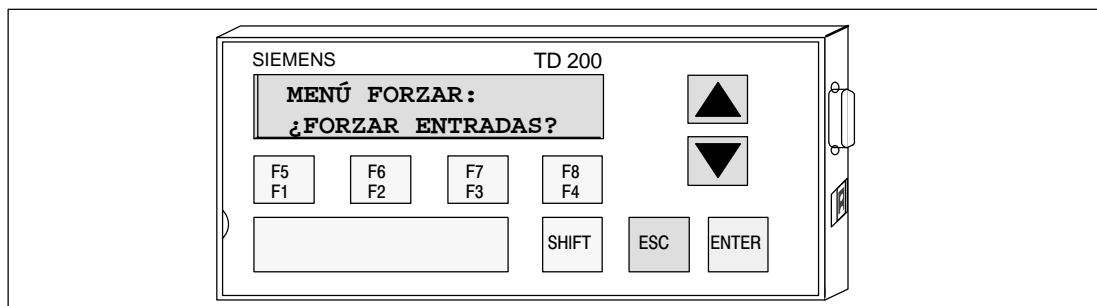 SIEMENS TD 200
MENÚ FORZAR:
¿FORZAR ENTRADAS?
F5 F6 F7 F8
F1 F2 F3 F4
SHIFT ESC ENTER